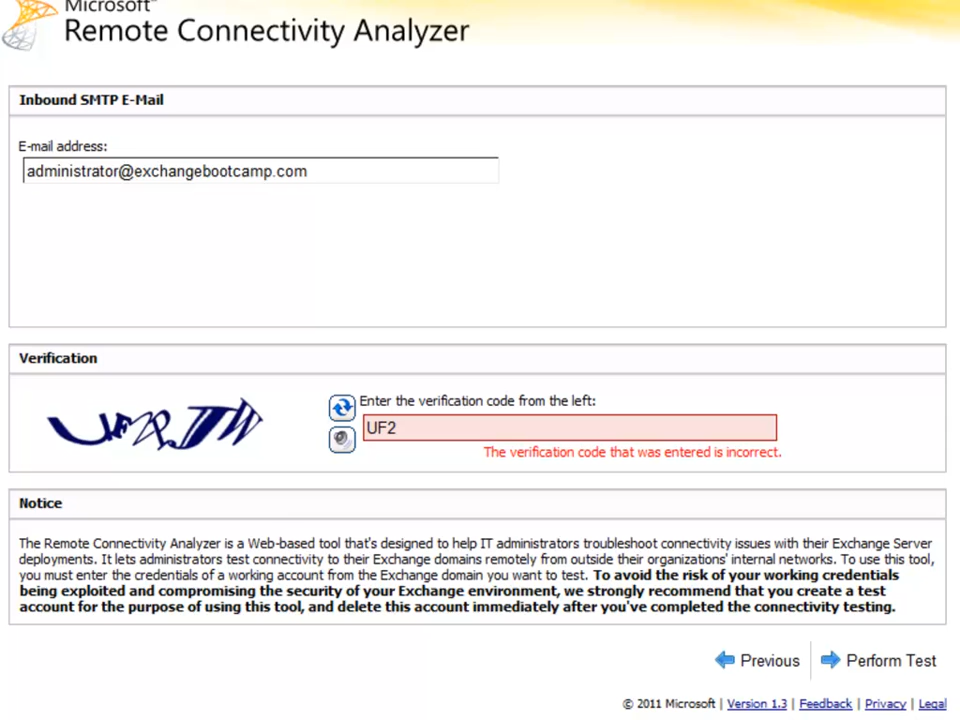 Microsoft
Remote Connectivity Analyzer
Inbound SMTP E-Mail
E-mail address:
administrator@exchangebootcamp.com
Verification
Enter the verification code from the left:
UF2
The verification code that was entered is incorrect.
Notice
The Remote Connectivity Analyzer is a Web-based tool that's designed to help IT administrators troubleshoot connectivity issues with their Exchange Server
deployments. It lets administrators test connectivity to their Exchange domains remotely from outside their organizations' internal networks. To use this tool,
you must enter the credentials of a working account from the Exchange domain you want to test. To avoid the risk of your working credentials
being exploited and compromising the security of your Exchange environment, we strongly recommend that you create a test
account for the purpose of using this tool, and delete this account immediately after you've completed the connectivity testing.
Previous
Perform Test
© 2011 Microsoft | Version 1.3 | Feedback | Privacy | Legal